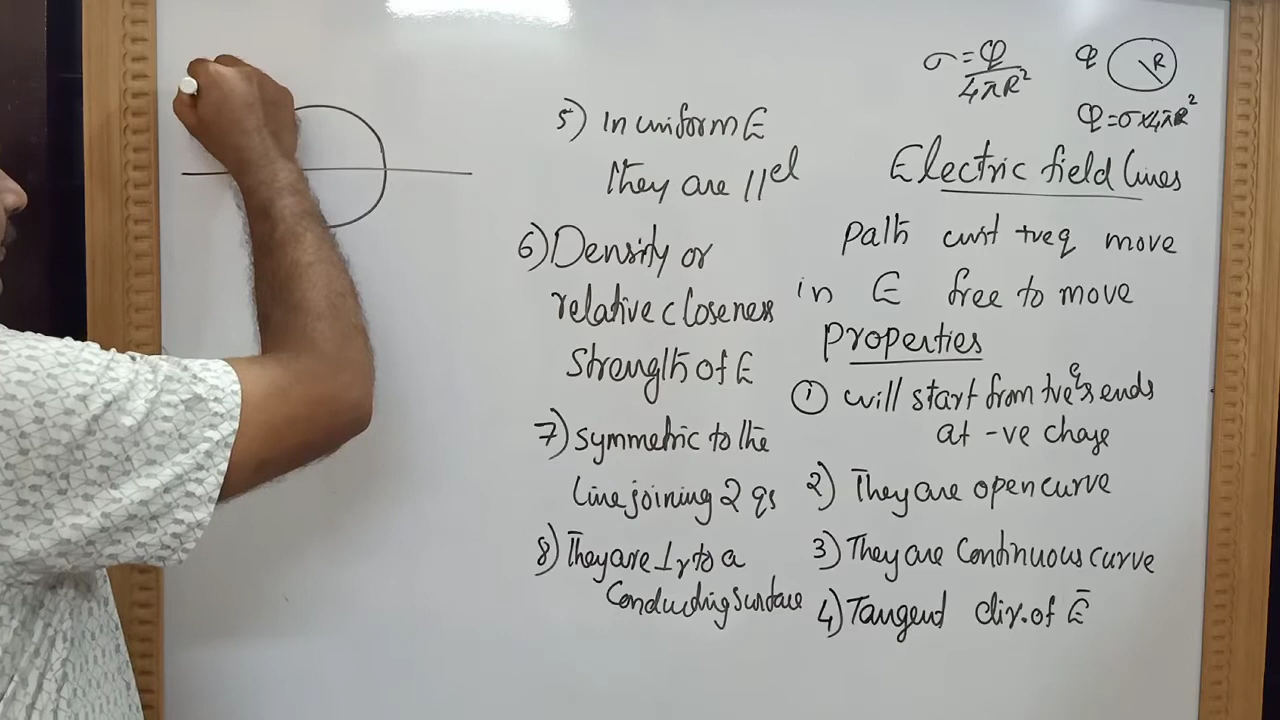 σ = φ / 4πR²
φ R
φ = σ × 4πR²
Electric field lines
path unit +ve q move
in E free to move
Properties
① will start from +ve q's ends
at -ve charge
2) They are open curve
3) They are continuous curve
4) Tangent dir. of E̅
5) In uniform E
They are ||el
6) Density or
relative closeness
strength of E
7) symmetric to the
line joining 2 qs
8) They are ⊥r to a
conducting surface